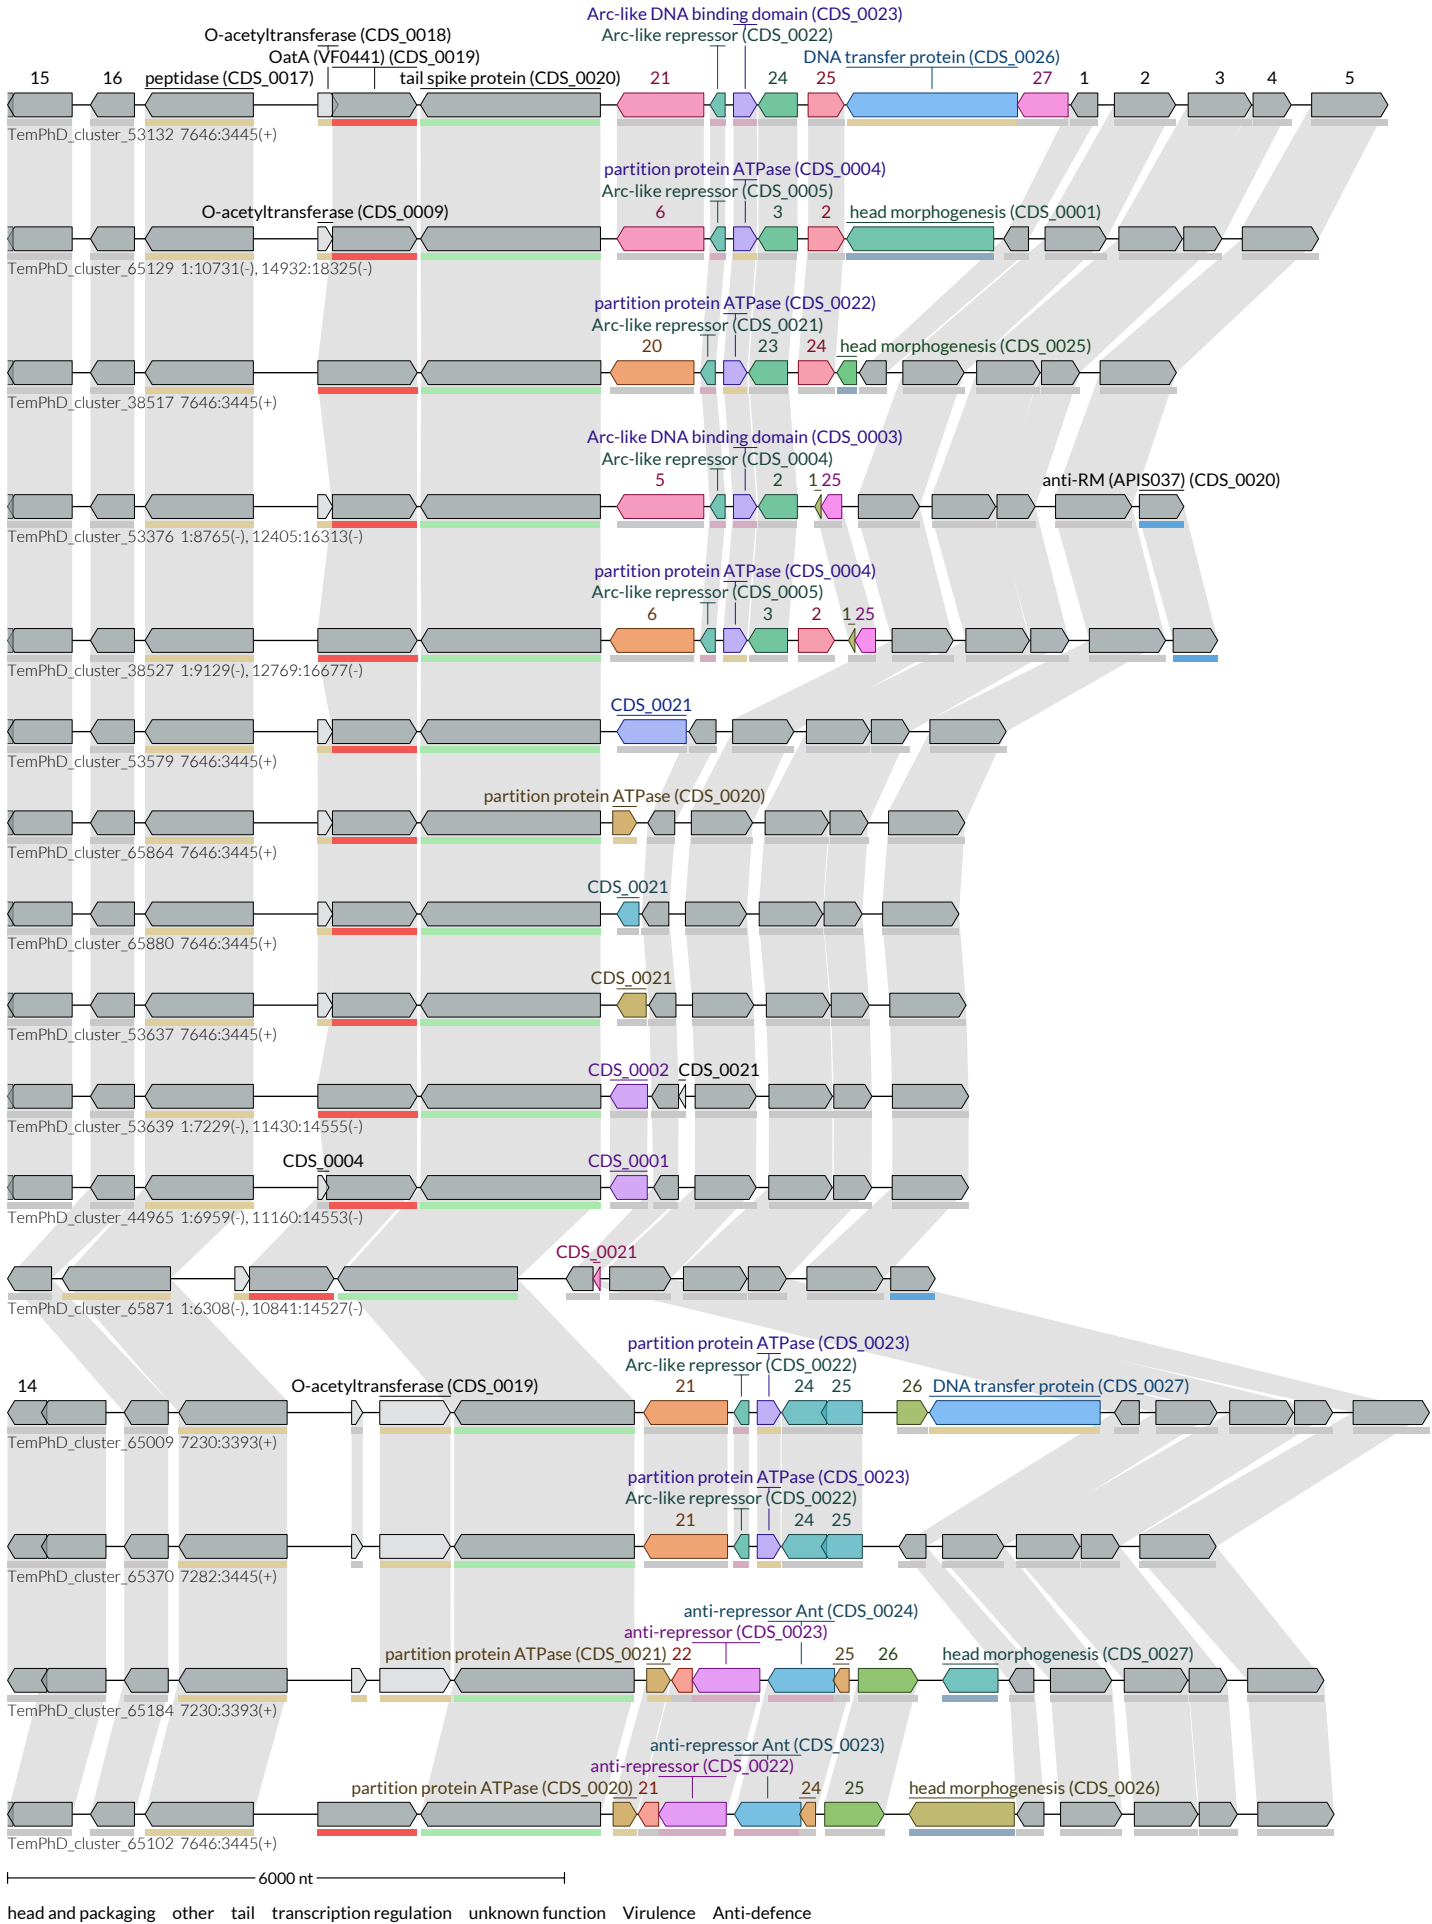 Arc-like DNA binding domain (CDS_0023)
O-acetyltransferase (CDS_0018) Arc-like repressor (CDS_0022)
OatA (VF0441) (CDS_0019) DNA transfer protein (CDS_0026)
15 16 peptidase (CDS_0017) tail spike protein (CDS_0020) 21 24 25 27 1 2 3 4 5
TemPhD_cluster_53132 7646:3445(+)
partition protein ATPase (CDS_0004)
Arc-like repressor (CDS_0005)
O-acetyltransferase (CDS_0009) 6 3 2 head morphogenesis (CDS_0001)
TemPhD_cluster_65129 1:10731(-), 14932:18325(-)
partition protein ATPase (CDS_0022)
Arc-like repressor (CDS_0021)
20 23 24 head morphogenesis (CDS_0025)
TemPhD_cluster_38517 7646:3445(+)
Arc-like DNA binding domain (CDS_0003)
Arc-like repressor (CDS_0004)
5 2 1 25 anti-RM (APIS037) (CDS_0020)
TemPhD_cluster_53376 1:8765(-), 12405:16313(-)
partition protein ATPase (CDS_0004)
Arc-like repressor (CDS_0005)
6 3 2 1 25
TemPhD_cluster_38527 1:9129(-), 12769:16677(-)
CDS_0021
TemPhD_cluster_53579 7646:3445(+)
partition protein ATPase (CDS_0020)
TemPhD_cluster_65864 7646:3445(+)
CDS_0021
TemPhD_cluster_65880 7646:3445(+)
CDS_0021
TemPhD_cluster_53637 7646:3445(+)
CDS_0002 CDS_0021
TemPhD_cluster_53639 1:7229(-), 11430:14555(-)
CDS_0004 CDS_0001
TemPhD_cluster_44965 1:6959(-), 11160:14553(-)
CDS_0021
TemPhD_cluster_65871 1:6308(-), 10841:14527(-)
partition protein ATPase (CDS_0023)
Arc-like repressor (CDS_0022)
14 O-acetyltransferase (CDS_0019) 21 24 25 26 DNA transfer protein (CDS_0027)
TemPhD_cluster_65009 7230:3393(+)
partition protein ATPase (CDS_0023)
Arc-like repressor (CDS_0022)
21 24 25
TemPhD_cluster_65370 7282:3445(+)
anti-repressor Ant (CDS_0024)
anti-repressor (CDS_0023)
partition protein ATPase (CDS_0021) 22 25 26 head morphogenesis (CDS_0027)
TemPhD_cluster_65184 7230:3393(+)
anti-repressor Ant (CDS_0023)
anti-repressor (CDS_0022)
partition protein ATPase (CDS_0020) 21 24 25 head morphogenesis (CDS_0026)
TemPhD_cluster_65102 7646:3445(+)
6000 nt
head and packaging other tail transcription regulation unknown function Virulence Anti-defence